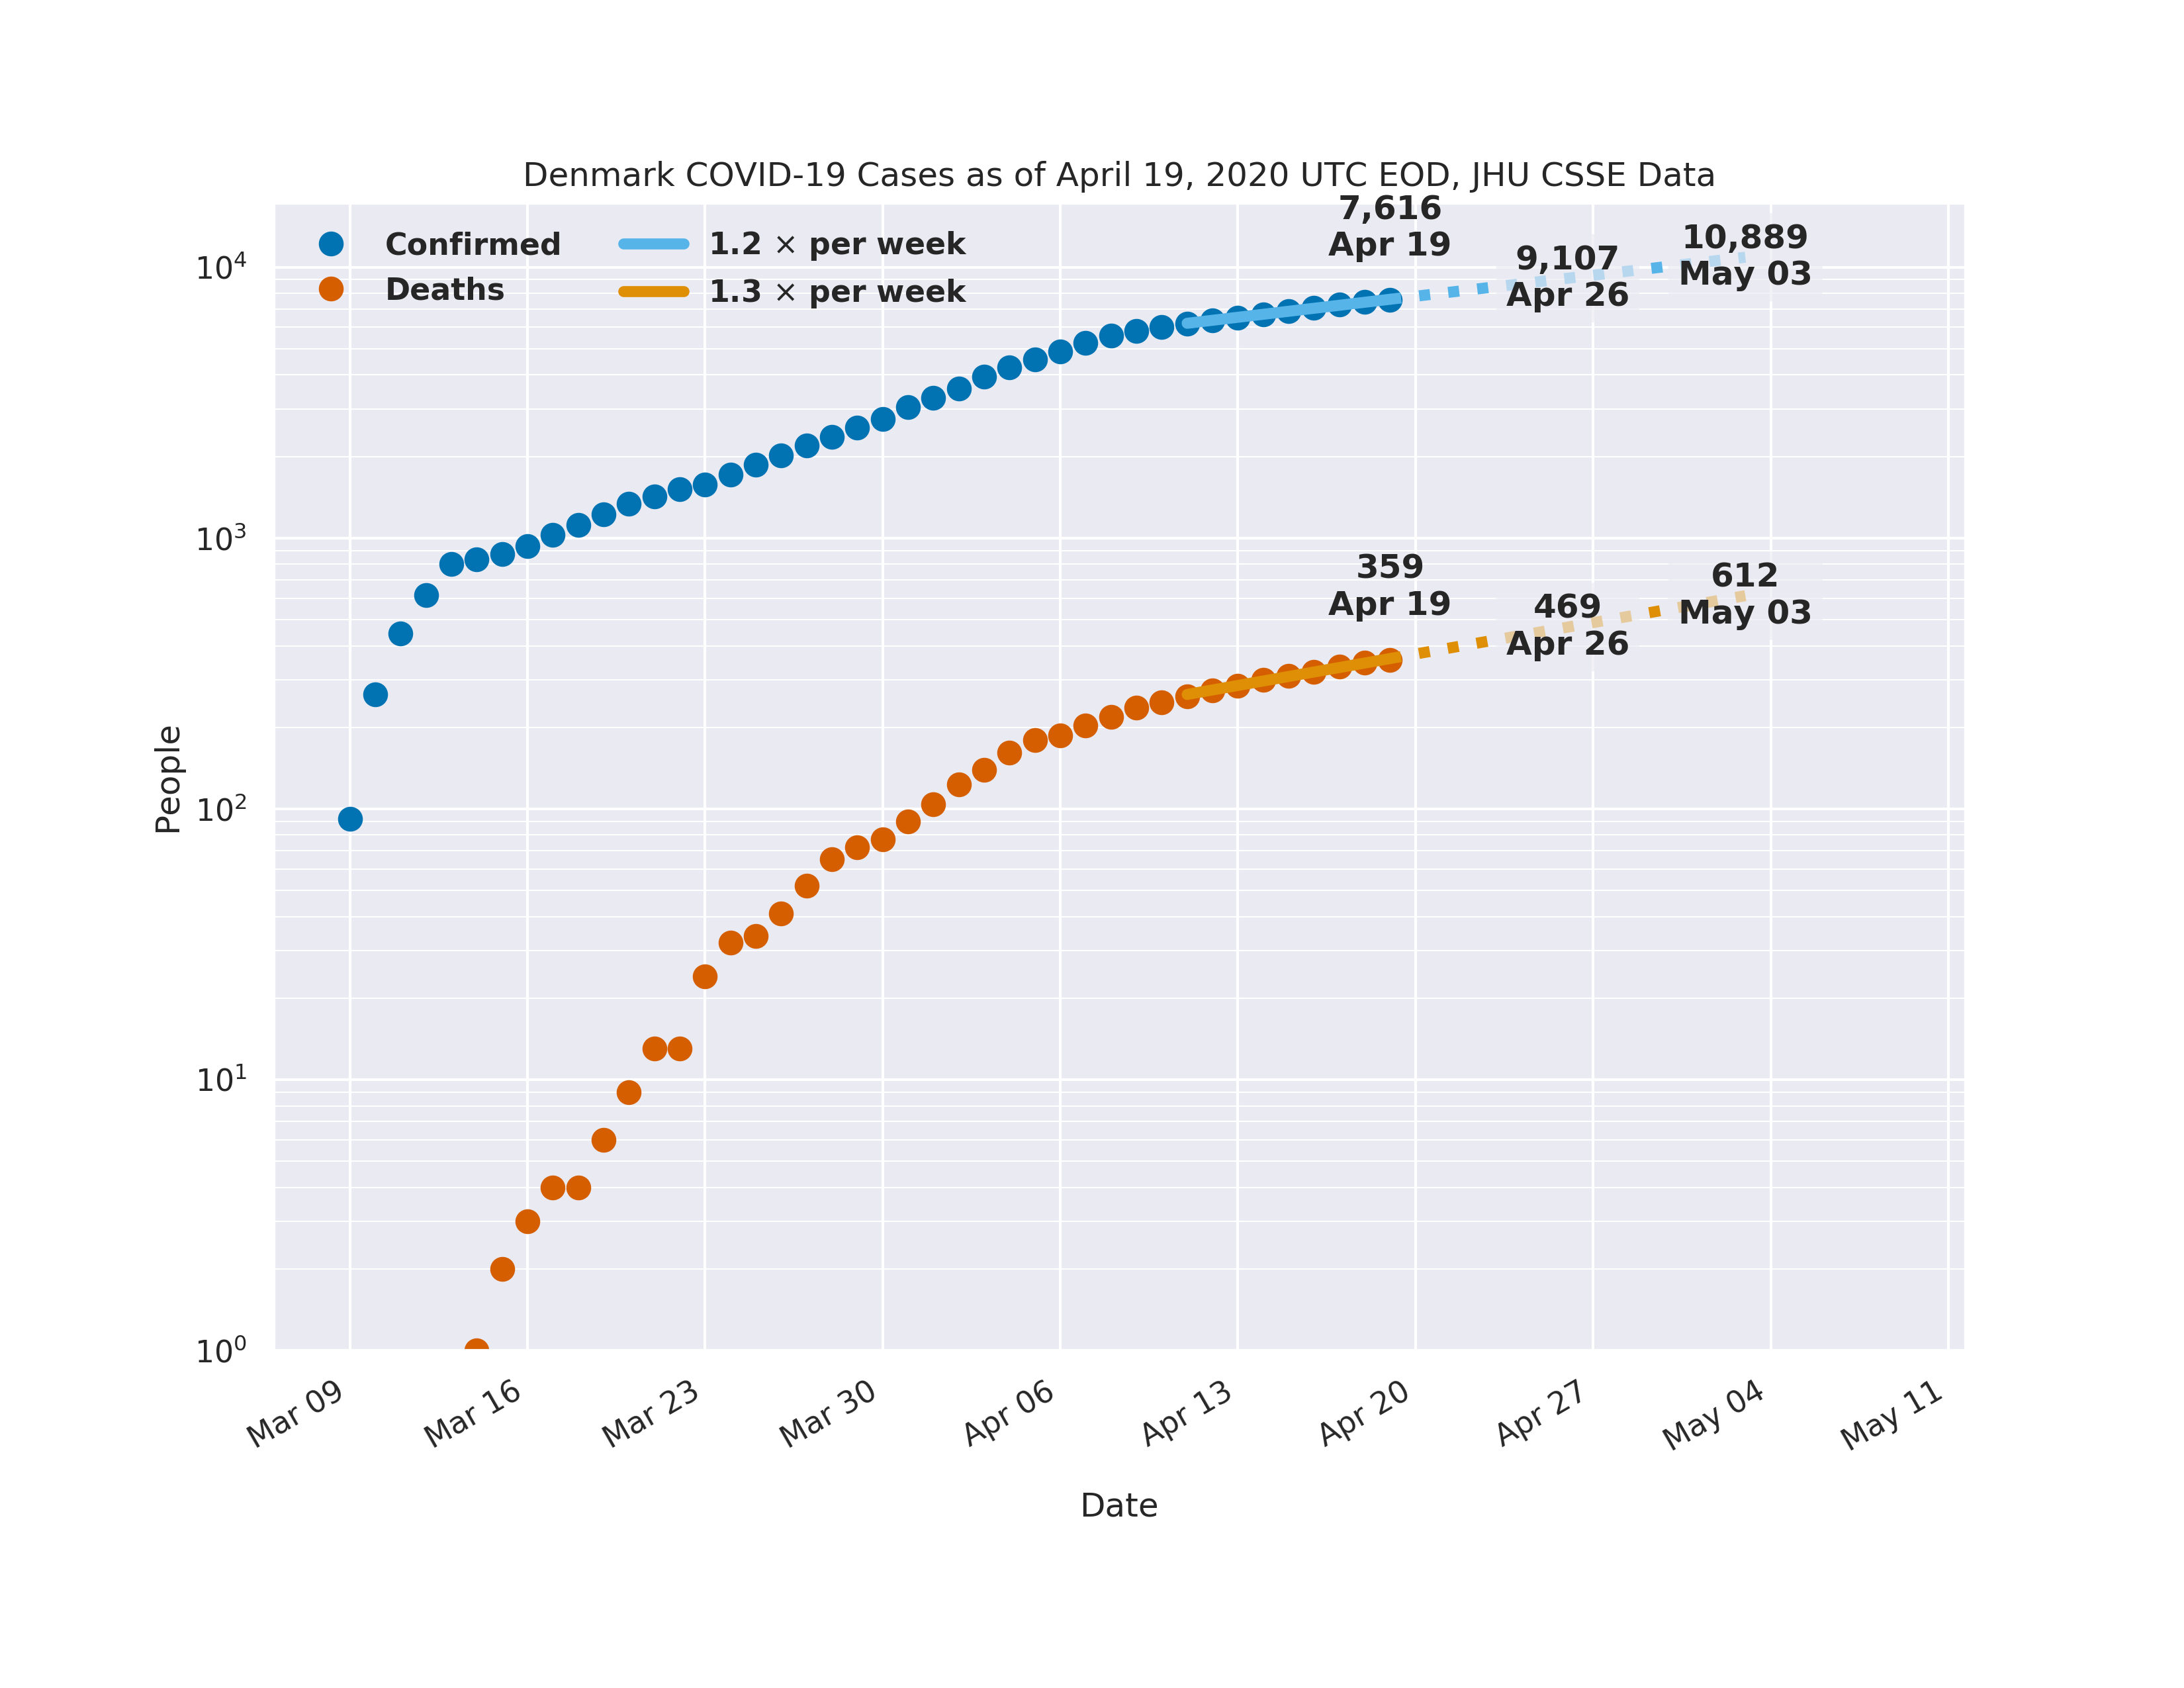 Denmark COVID-19 Cases as of April 19, 2020 UTC EOD, JHU CSSE Data
Confirmed
Deaths
1.2 × per week
1.3 × per week
7,616
Apr 19
9,107
Apr 26
10,889
May 03
359
Apr 19
469
Apr 26
612
May 03
People
10⁴
10³
10²
10¹
10⁰
Mar 09
Mar 16
Mar 23
Mar 30
Apr 06
Apr 13
Apr 20
Apr 27
May 04
May 11
Date